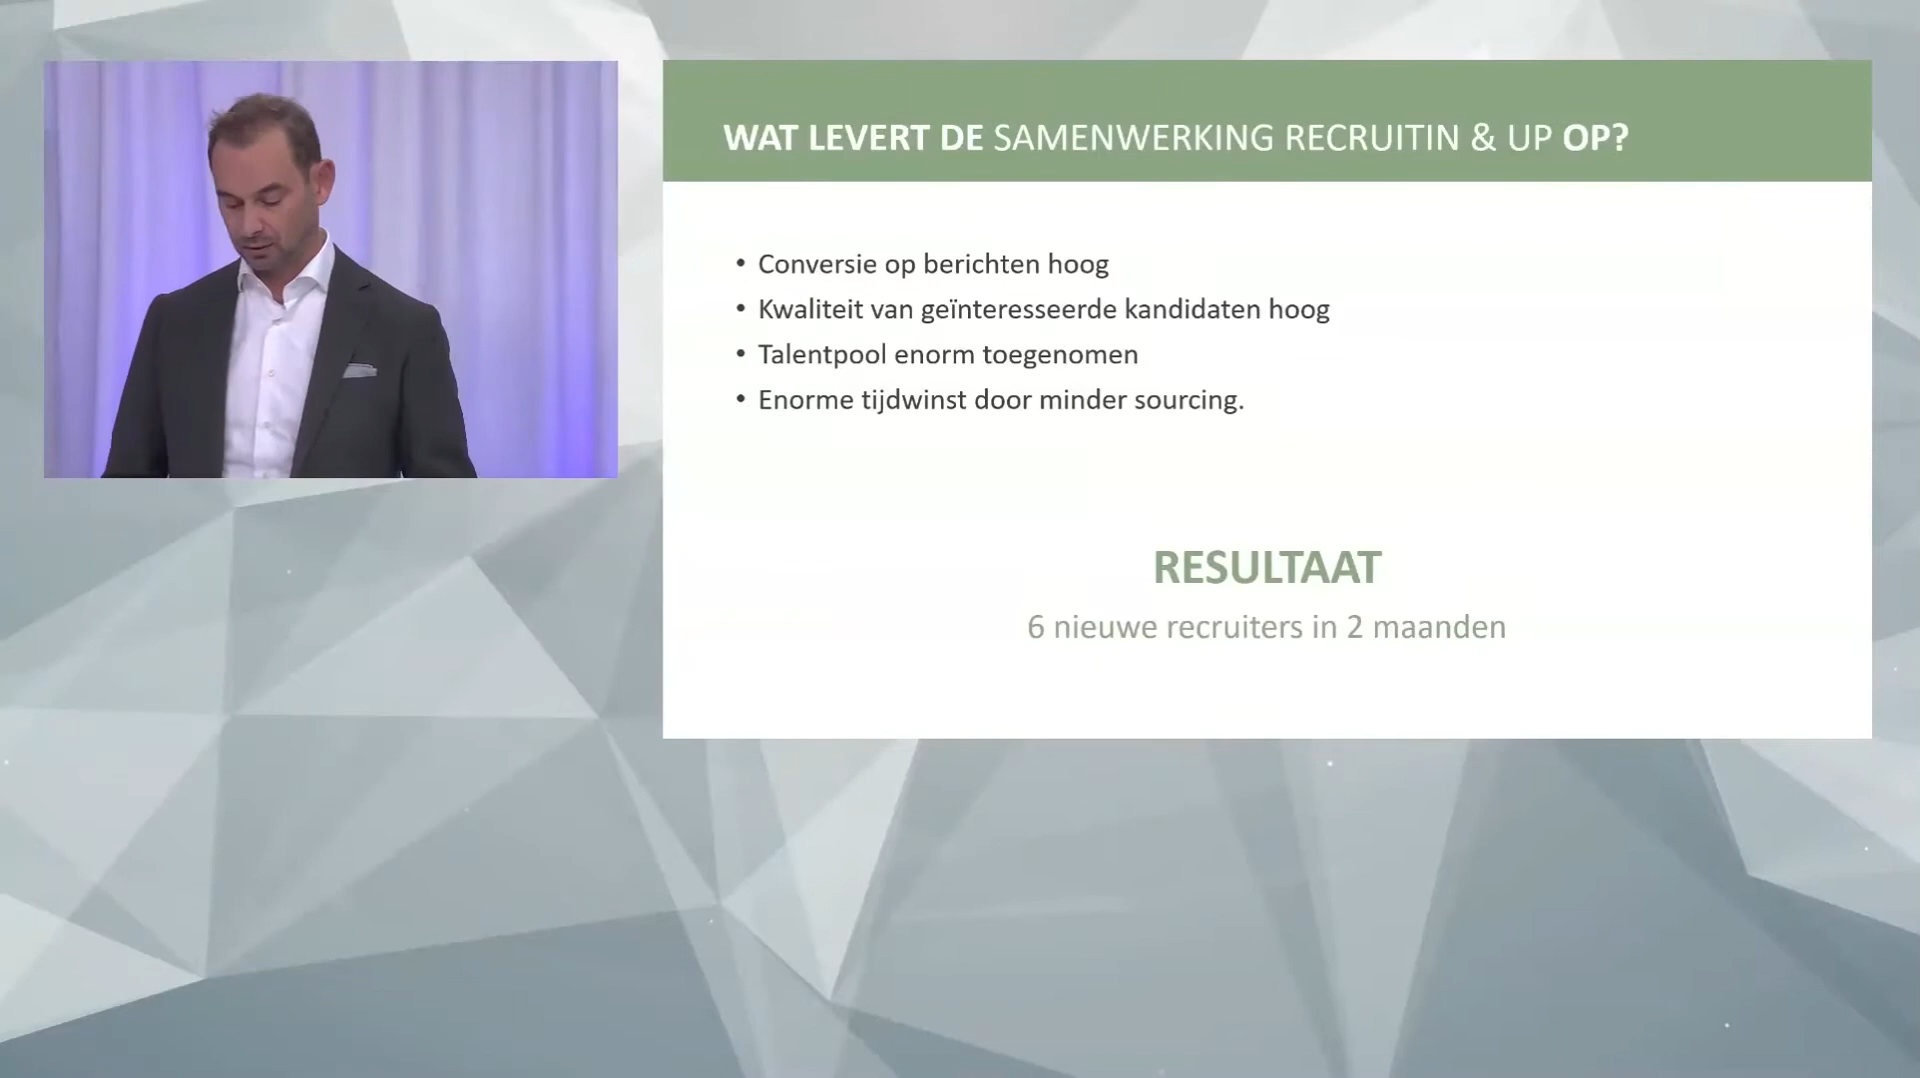 WAT LEVERT DE SAMENWERKING RECRUITIN & UP OP?
• Conversie op berichten hoog
• Kwaliteit van geïnteresseerde kandidaten hoog
• Talentpool enorm toegenomen
• Enorme tijdwinst door minder sourcing.
RESULTAAT
6 nieuwe recruiters in 2 maanden